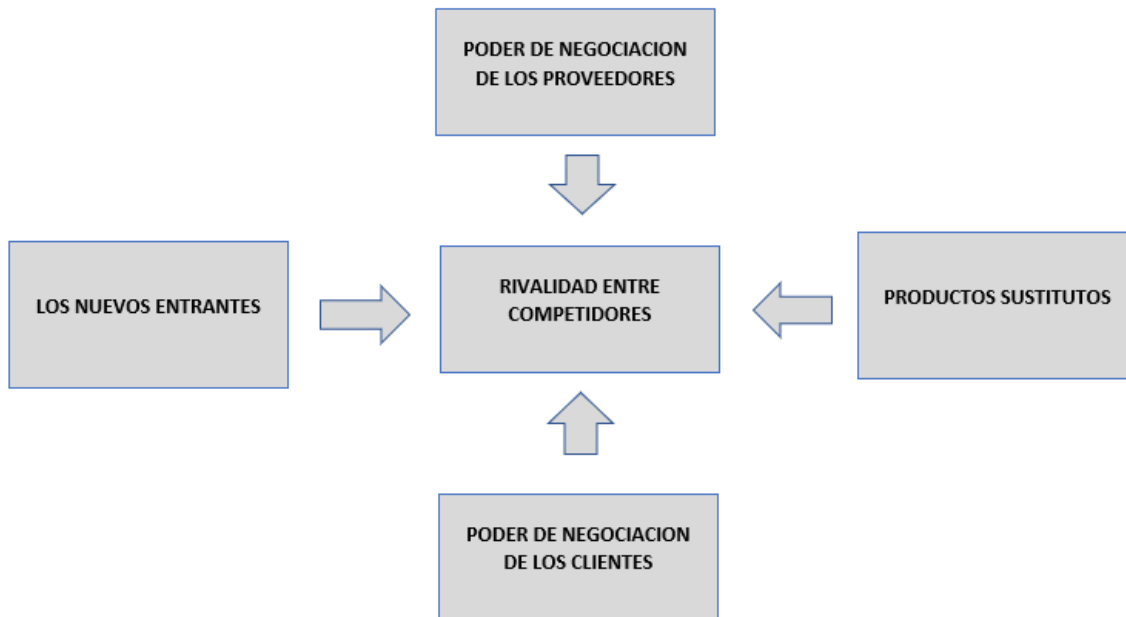 PODER DE NEGOCIACION
DE LOS PROVEEDORES
LOS NUEVOS ENTRANTES
RIVALIDAD ENTRE
COMPETIDORES
PRODUCTOS SUSTITUTOS
PODER DE NEGOCIACION
DE LOS CLIENTES